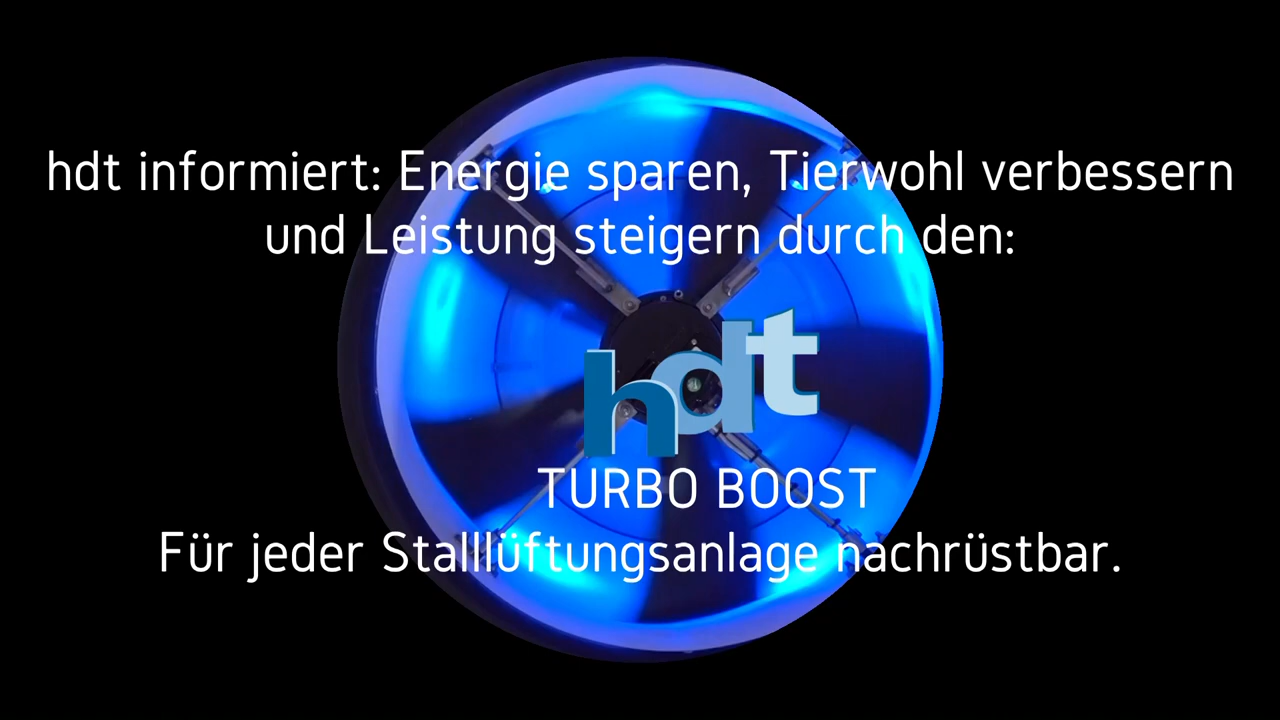 hdt informiert: Energie sparen, Tierwohl verbessern
und Leistung steigern durch den:
hdt
TURBO BOOST
Für jeder Stalllüftungsanlage nachrüstbar.